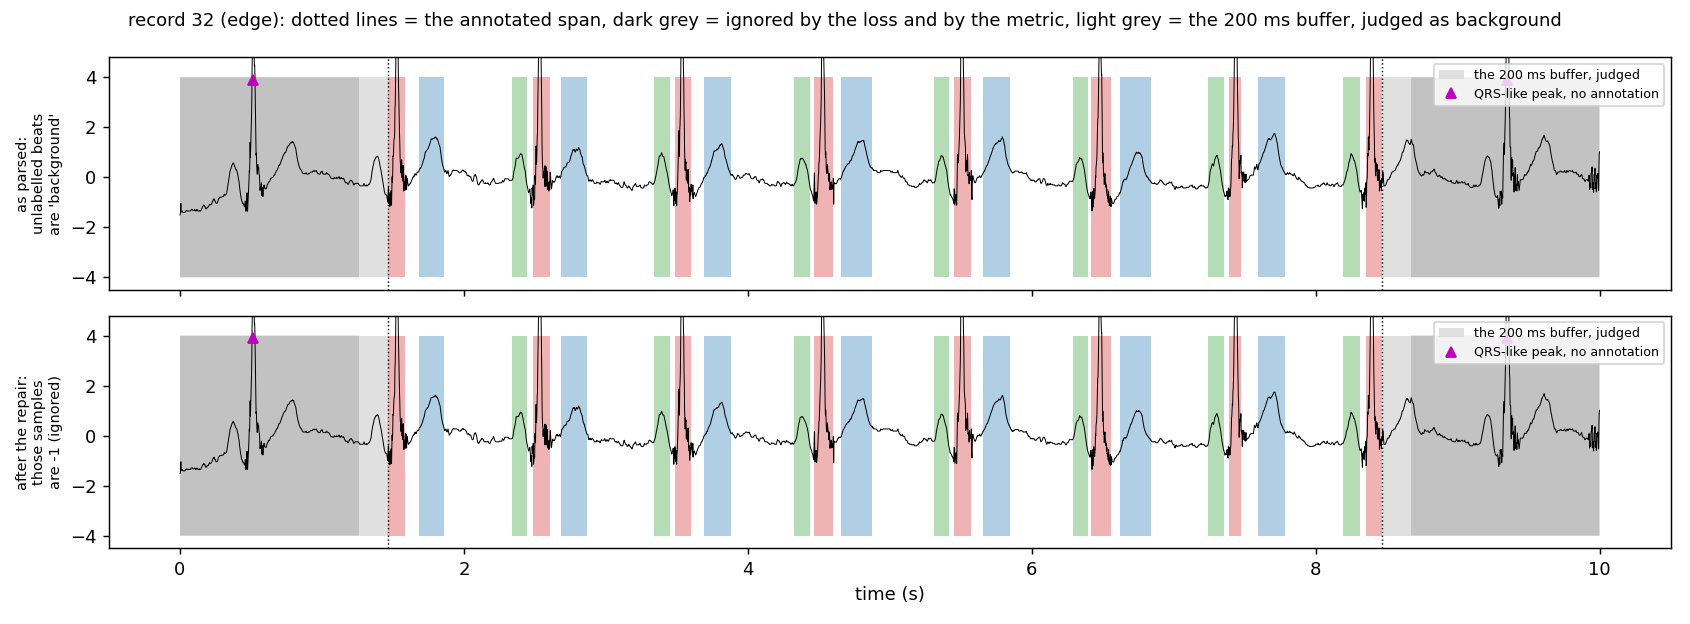 record 32 (edge): dotted lines = the annotated span, dark grey = ignored by the loss and by the metric, light grey = the 200 ms buffer, judged as background
as parsed:
unlabelled beats
are 'background'
4
2
0
−2
−4
the 200 ms buffer, judged
QRS-like peak, no annotation
after the repair:
those samples
are -1 (ignored)
4
2
0
−2
−4
the 200 ms buffer, judged
QRS-like peak, no annotation
0 2 4 6 8 10
time (s)